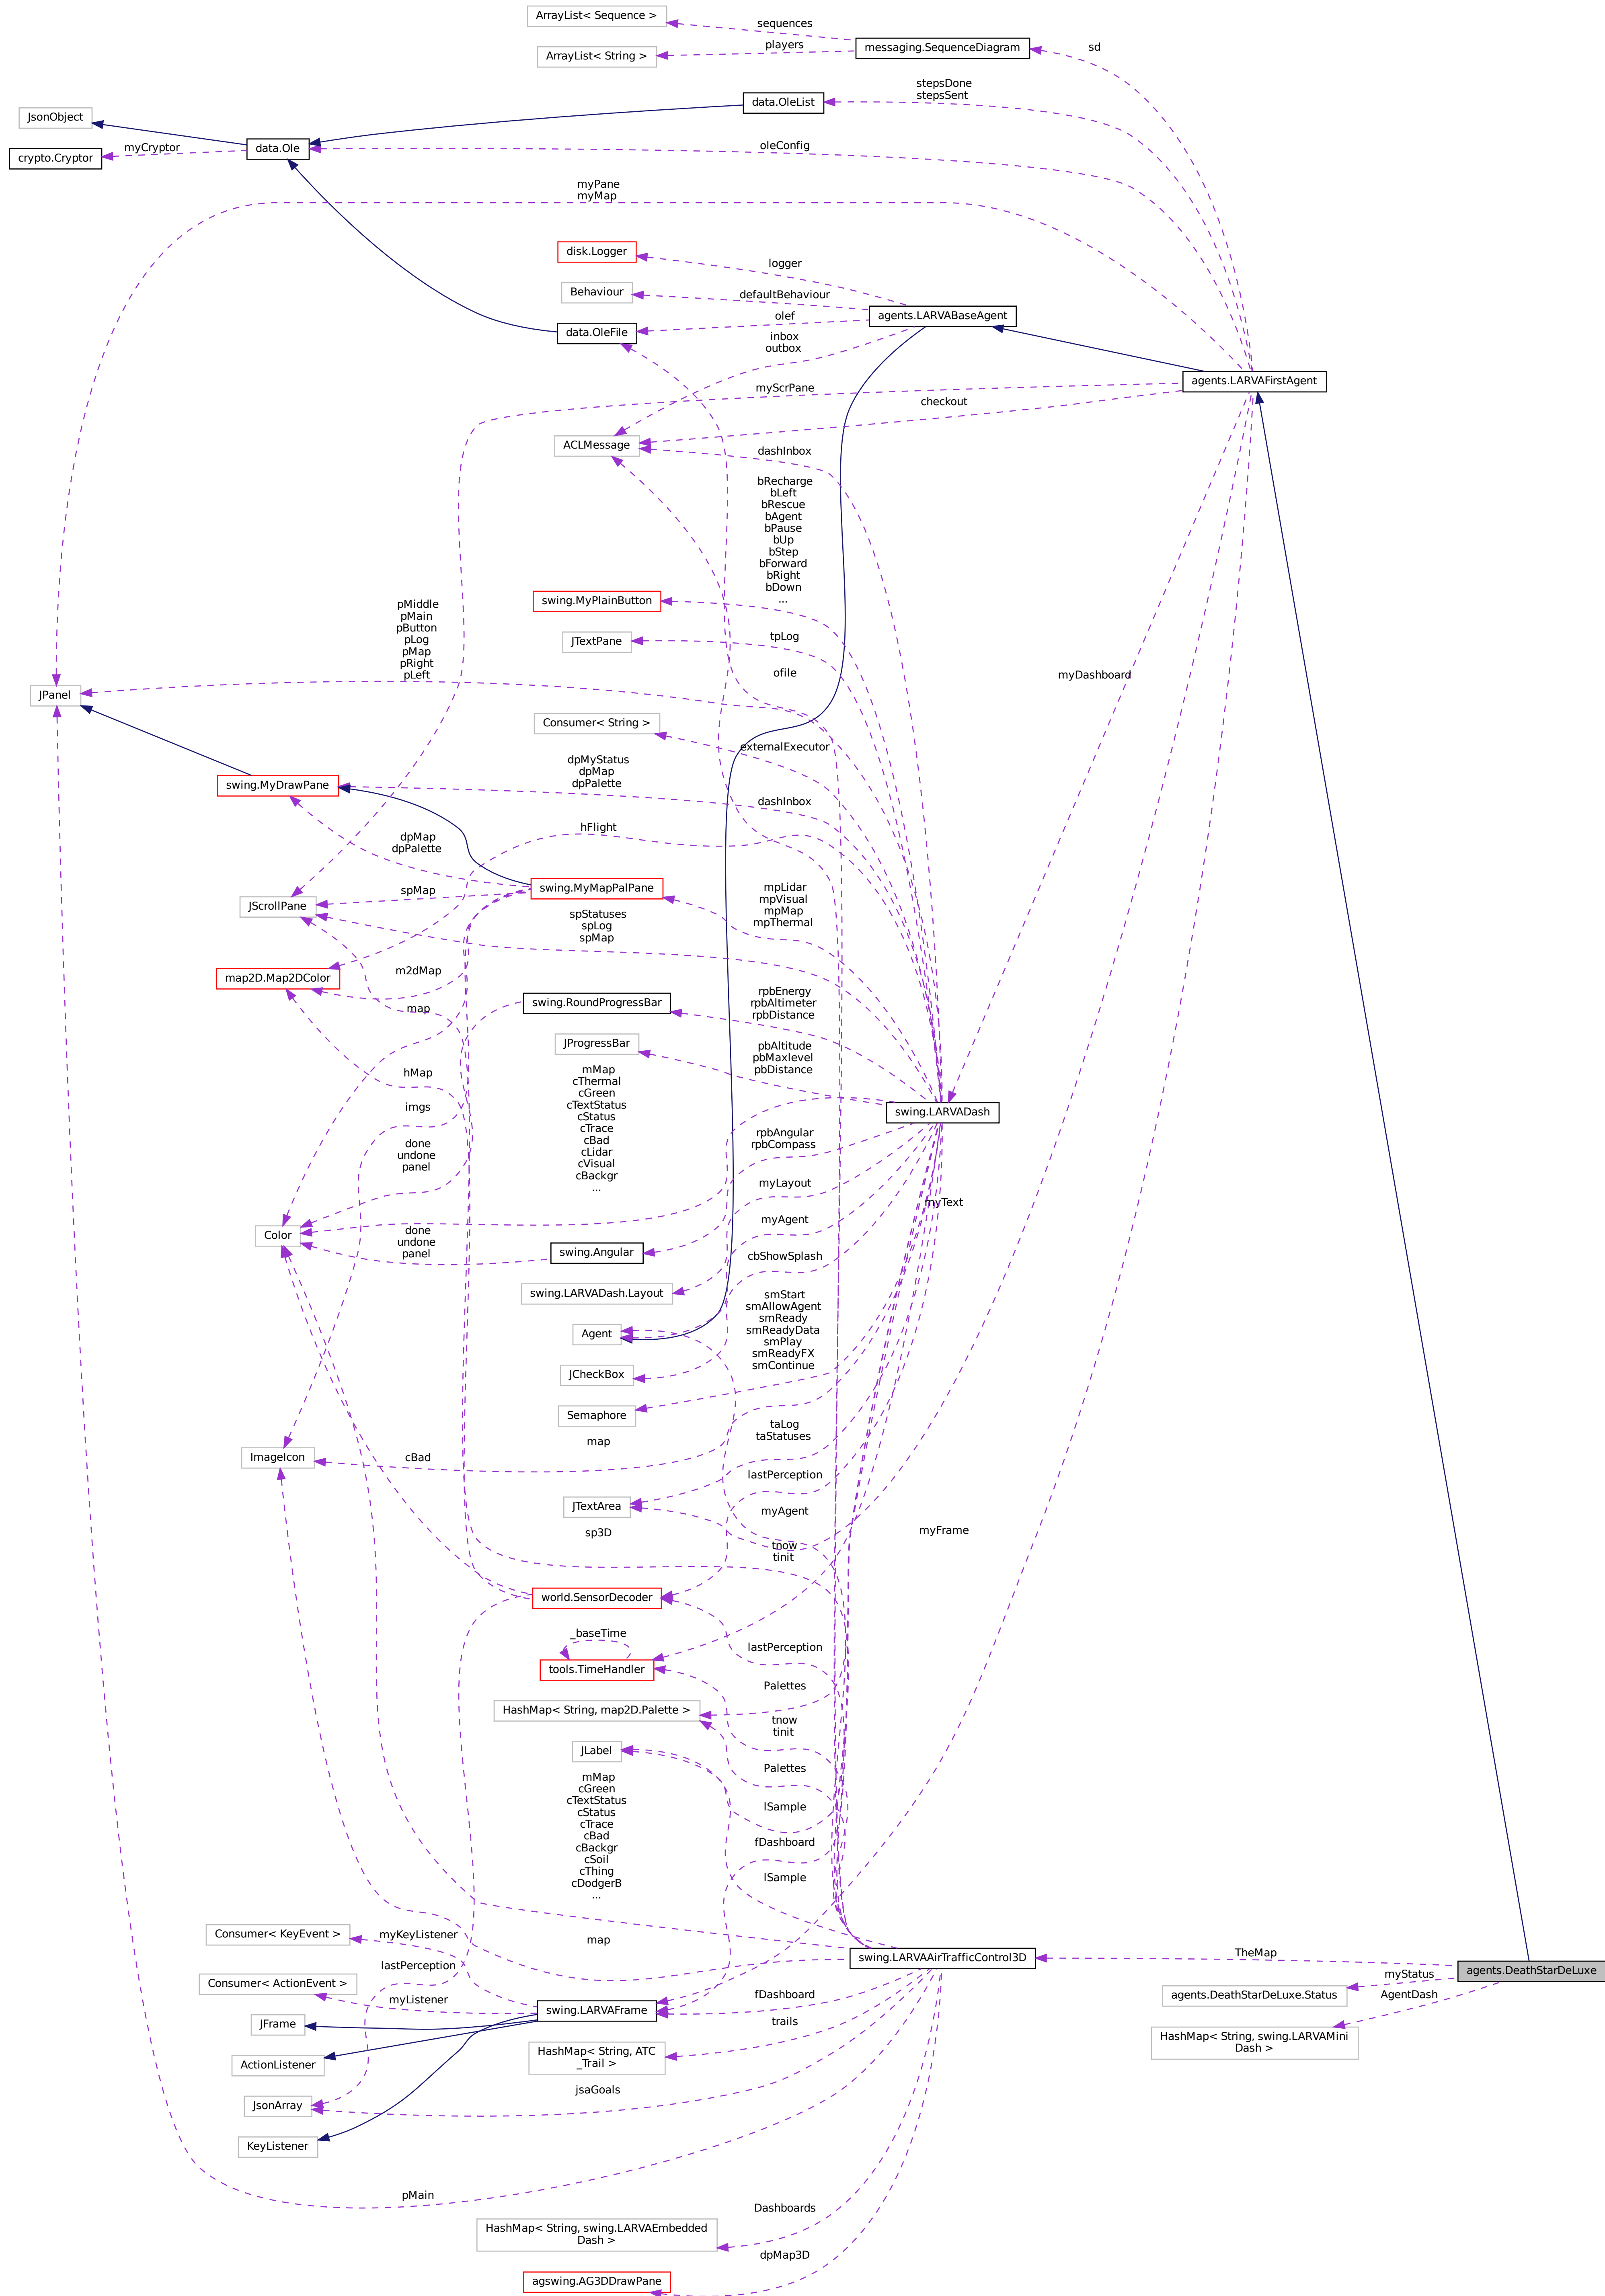 ArrayList< Sequence >
sequences
players
ArrayList< String >
messaging.SequenceDiagram
sd
stepsDone
stepsSent
data.OleList
JsonObject
crypto.Cryptor
myCryptor
data.Ole
oleConfig
myPane
myMap
disk.Logger
logger
Behaviour
defaultBehaviour
agents.LARVABaseAgent
olef
data.OleFile
inbox
outbox
agents.LARVAFirstAgent
myScrPane
checkout
ACLMessage
dashInbox
bRecharge
bLeft
bRescue
bAgent
bPause
bUp
bStep
bForward
bRight
bDown
...
swing.MyPlainButton
pMiddle
pMain
pButton
pLog
pMap
pRight
pLeft
JTextPane
tpLog
ofile
myDashboard
JPanel
Consumer< String >
externalExecutor
dpMyStatus
dpMap
dpPalette
swing.MyDrawPane
dashInbox
hFlight
dpMap
dpPalette
swing.MyMapPalPane
spMap
JScrollPane
mpLidar
mpVisual
mpMap
mpThermal
spStatuses
spLog
spMap
m2dMap
map2D.Map2DColor
map
swing.RoundProgressBar
rpbEnergy
rpbAltimeter
rpbDistance
JProgressBar
pbAltitude
pbMaxlevel
pbDistance
hMap
mMap
cThermal
cGreen
cTextStatus
cStatus
cTrace
cBad
cLidar
cVisual
cBackgr
...
imgs
swing.LARVADash
done
undone
panel
rpbAngular
rpbCompass
myLayout
myText
myAgent
Color
done
undone
panel
swing.Angular
cbShowSplash
swing.LARVADash.Layout
smStart
smAllowAgent
smReady
smReadyData
smPlay
smReadyFX
smContinue
Agent
JCheckBox
Semaphore
taLog
taStatuses
map
ImageIcon
cBad
lastPerception
JTextArea
myAgent
sp3D
myFrame
tnow
tinit
world.SensorDecoder
_baseTime
lastPerception
tools.TimeHandler
Palettes
HashMap< String, map2D.Palette >
tnow
tinit
JLabel
Palettes
mMap
cGreen
cTextStatus
cStatus
cTrace
cBad
cBackgr
cSoil
cThing
cDodgerB
...
lSample
fDashboard
lSample
Consumer< KeyEvent >
myKeyListener
map
lastPerception
swing.LARVAAirTrafficControl3D
TheMap
agents.DeathStarDeLuxe
myStatus
agents.DeathStarDeLuxe.Status
AgentDash
HashMap< String, swing.LARVAMini
Dash >
Consumer< ActionEvent >
myListener
swing.LARVAFrame
fDashboard
JFrame
trails
ActionListener
HashMap< String, ATC
_Trail >
jsaGoals
JsonArray
KeyListener
pMain
Dashboards
HashMap< String, swing.LARVAEmbedded
Dash >
dpMap3D
agswing.AG3DDrawPane